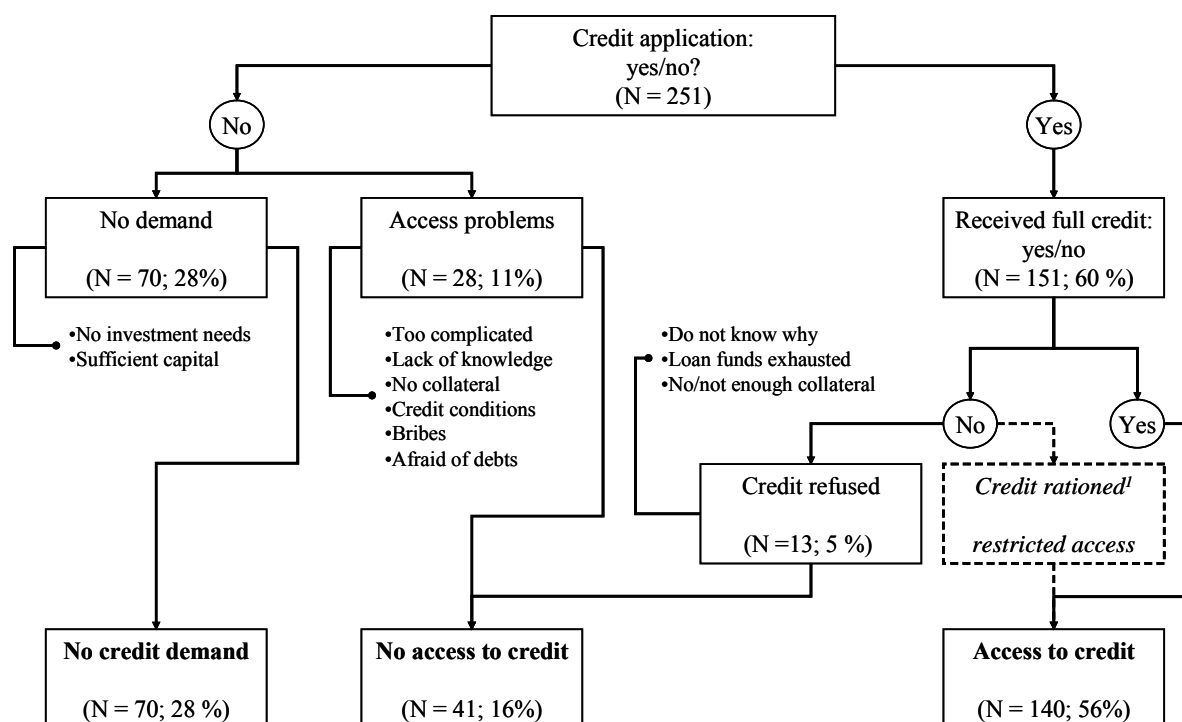 Credit application:
yes/no?
(N = 251)
No
Yes
No demand
(N = 70; 28%)
Access problems
(N = 28; 11%)
Received full credit:
yes/no
(N = 151; 60 %)
•No investment needs
•Sufficient capital
•Too complicated
•Lack of knowledge
•No collateral
•Credit conditions
•Bribes
•Afraid of debts
•Do not know why
•Loan funds exhausted
•No/not enough collateral
No
Yes
Credit refused
(N =13; 5 %)
Credit rationed¹
restricted access
No credit demand
(N = 70; 28 %)
No access to credit
(N = 41; 16%)
Access to credit
(N = 140; 56%)